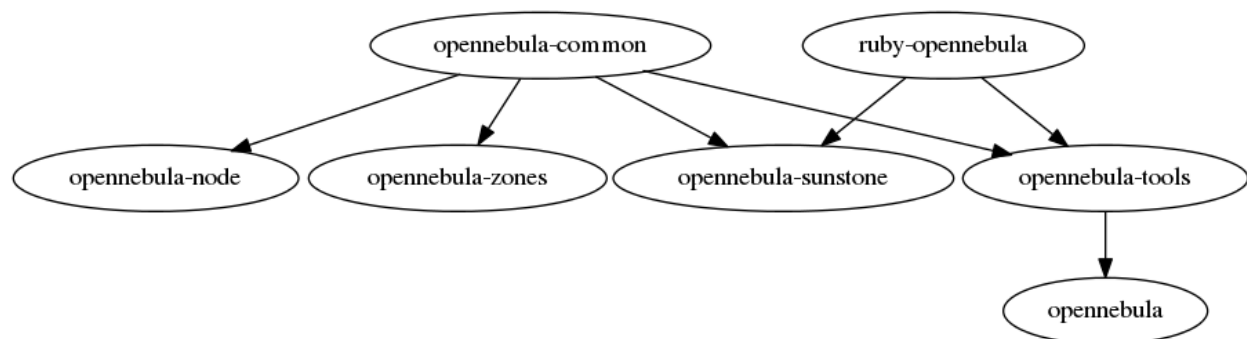 opennebula-common
ruby-opennebula
opennebula-node
opennebula-zones
opennebula-sunstone
opennebula-tools
opennebula